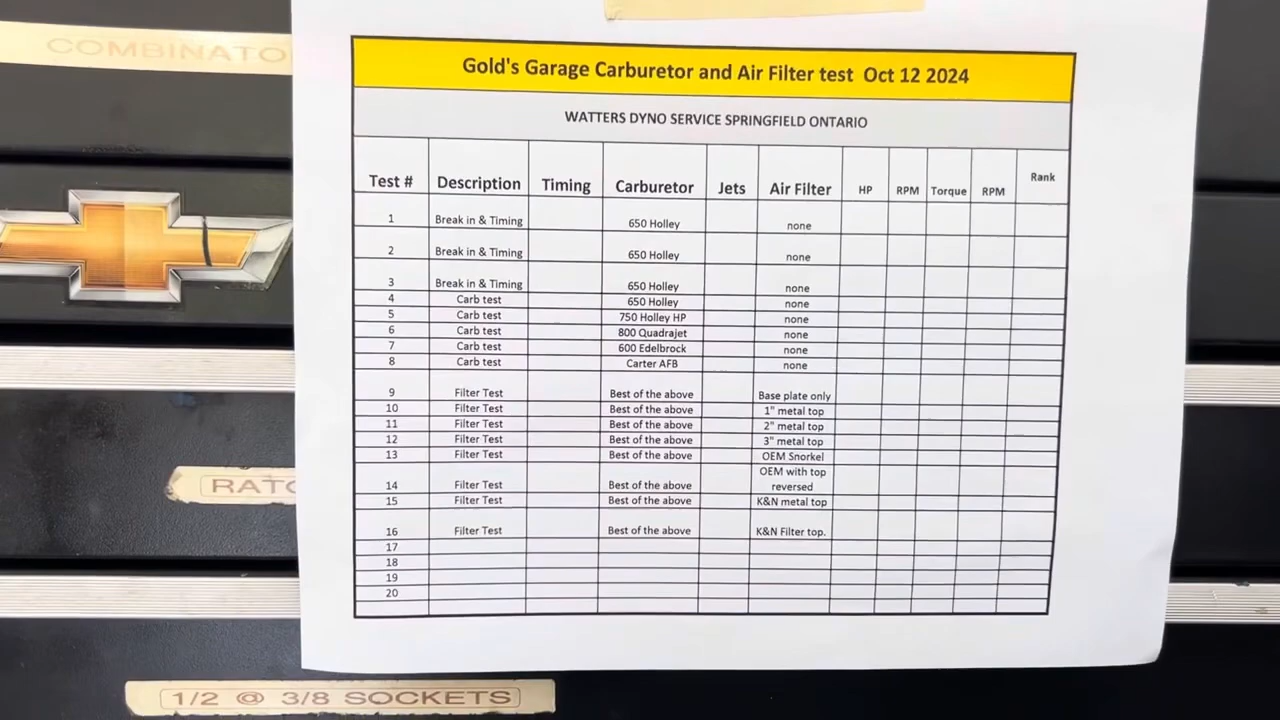 COMBINATO
Gold's Garage Carburetor and Air Filter test Oct 12 2024
WATTERS DYNO SERVICE SPRINGFIELD ONTARIO
Test # Description Timing Carburetor Jets Air Filter HP RPM Torque RPM Rank
1 Break in & Timing 650 Holley none
2 Break in & Timing 650 Holley none
3 Break in & Timing 650 Holley none
4 Carb test 650 Holley none
5 Carb test 750 Holley HP none
6 Carb test 800 Quadrajet none
7 Carb test 600 Edelbrock none
8 Carb test Carter AFB none
9 Filter Test Best of the above Base plate only
10 Filter Test Best of the above 1" metal top
11 Filter Test Best of the above 2" metal top
12 Filter Test Best of the above 3" metal top
13 Filter Test Best of the above OEM Snorkel
14 Filter Test Best of the above OEM with top reversed
15 Filter Test Best of the above K&N metal top
16 Filter Test Best of the above K&N Filter top.
17
18
19
20
RATC
1/2 @ 3/8 SOCKETS